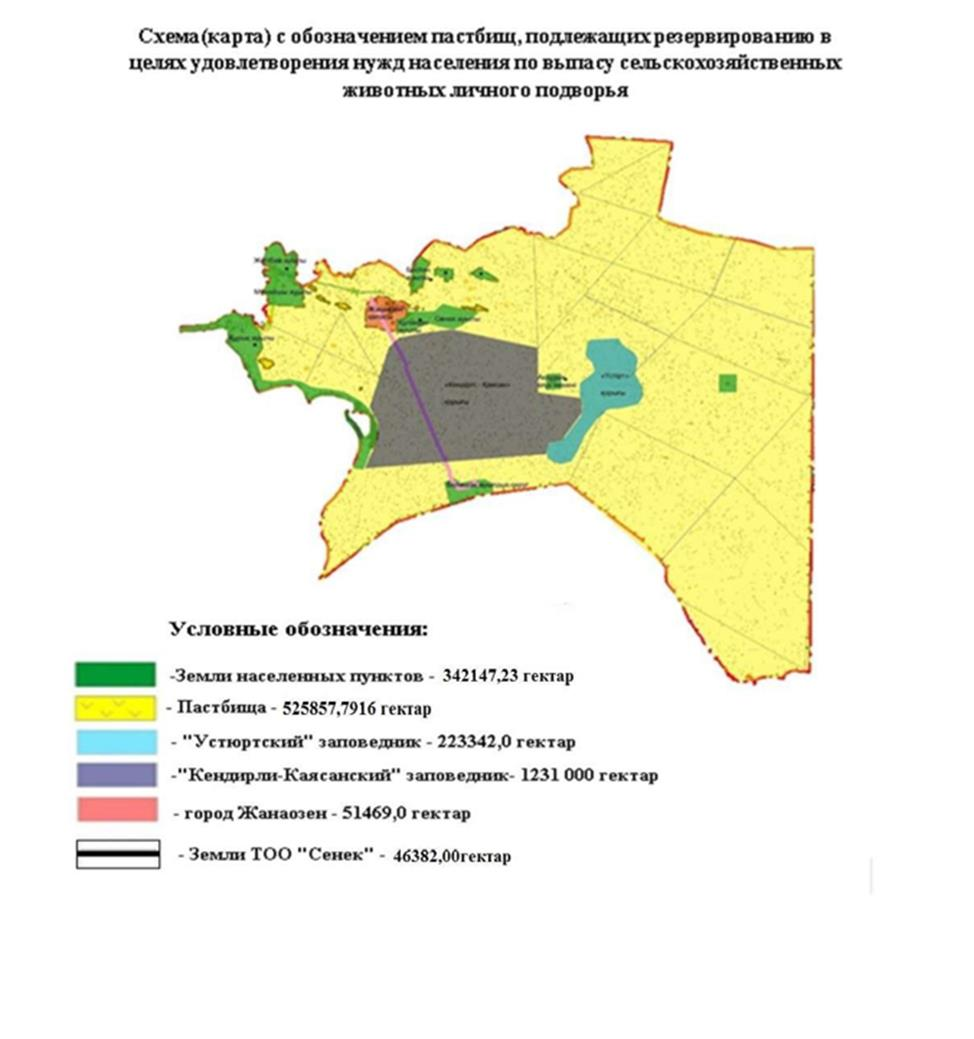 Схема(карта) с обозначением пастбищ, подлежащих резервированию в
целях удовлетворения нужд населения по выпасу сельскохозяйственных
животных личного подворья
Условные обозначения:
-Земли населенных пунктов - 342147,23 гектар
- Пастбища - 525857,7916 гектар
- "Устюртский" заповедник - 223342,0 гектар
-"Кендирли-Каясанский" заповедник- 1231 000 гектар
- город Жанаозен - 51469,0 гектар
- Земли ТОО "Сенек" - 46382,00гектар